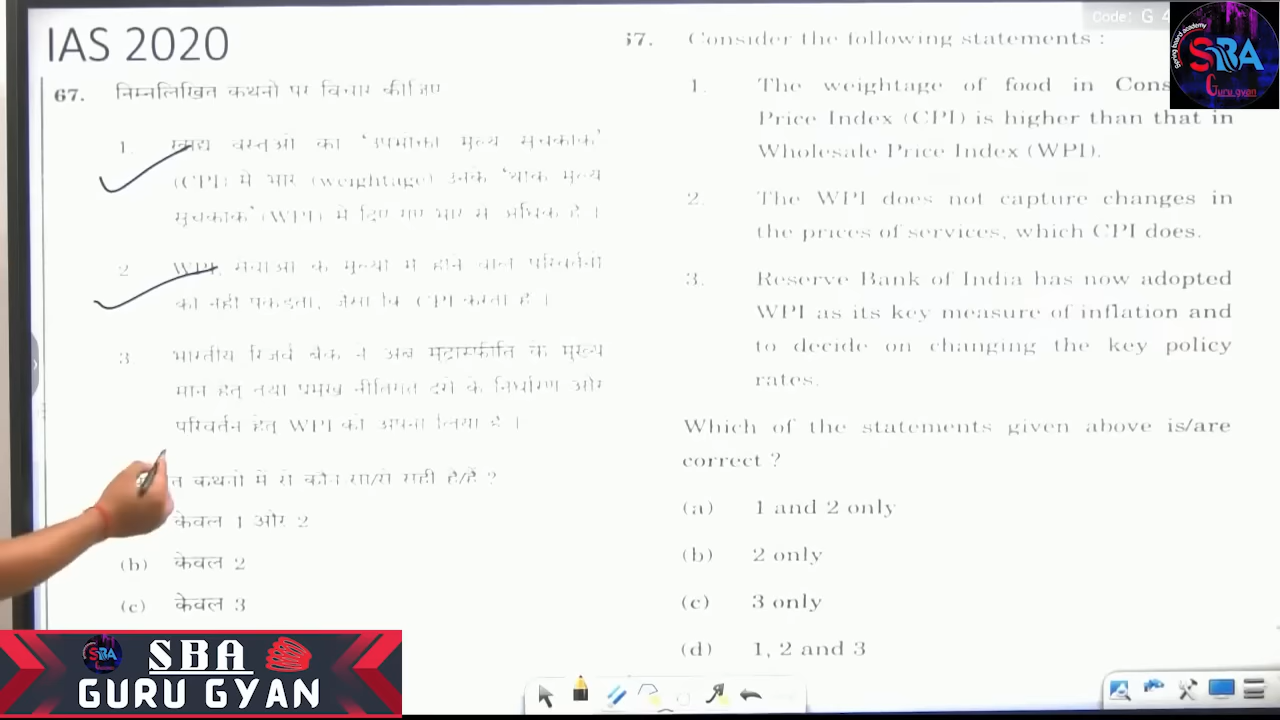 IAS 2020
Code: G 4
67. निम्नलिखित कथनों पर विचार कीजिए
1. खाद्य वस्तुओं का 'उपभोक्ता मूल्य सूचकांक'
(CPI) में भार (weightage) उनके 'थोक मूल्य
सूचकांक' (WPI) में दिए गए भार से अधिक है ।
2 WPI, सेवाओं के मूल्यों में होने वाले परिवर्तनों
को नहीं पकड़ता, जैसा कि CPI करता है ।
3 भारतीय रिज़र्व बैंक ने अब मुद्रास्फीति के मुख्य
मान हेतु तथा प्रमुख नीतिगत दरों के निर्धारण और
परिवर्तन हेतु WPI को अपना लिया है ।
कथनों में से कौन सा/से सही है/हैं ?
केवल 1 और 2
(b) केवल 2
(c) केवल 3
67. Consider the following statements :
1. The weightage of food in Cons
Price Index (CPI) is higher than that in
Wholesale Price Index (WPI).
2. The WPI does not capture changes in
the prices of services, which CPI does.
3. Reserve Bank of India has now adopted
WPI as its key measure of inflation and
to decide on changing the key policy
rates.
Which of the statements given above is/are
correct ?
(a) 1 and 2 only
(b) 2 only
(c) 3 only
(d) 1, 2 and 3
Spring board academy
SBA
Guru gyan
SBA
SBA
GURU GYAN